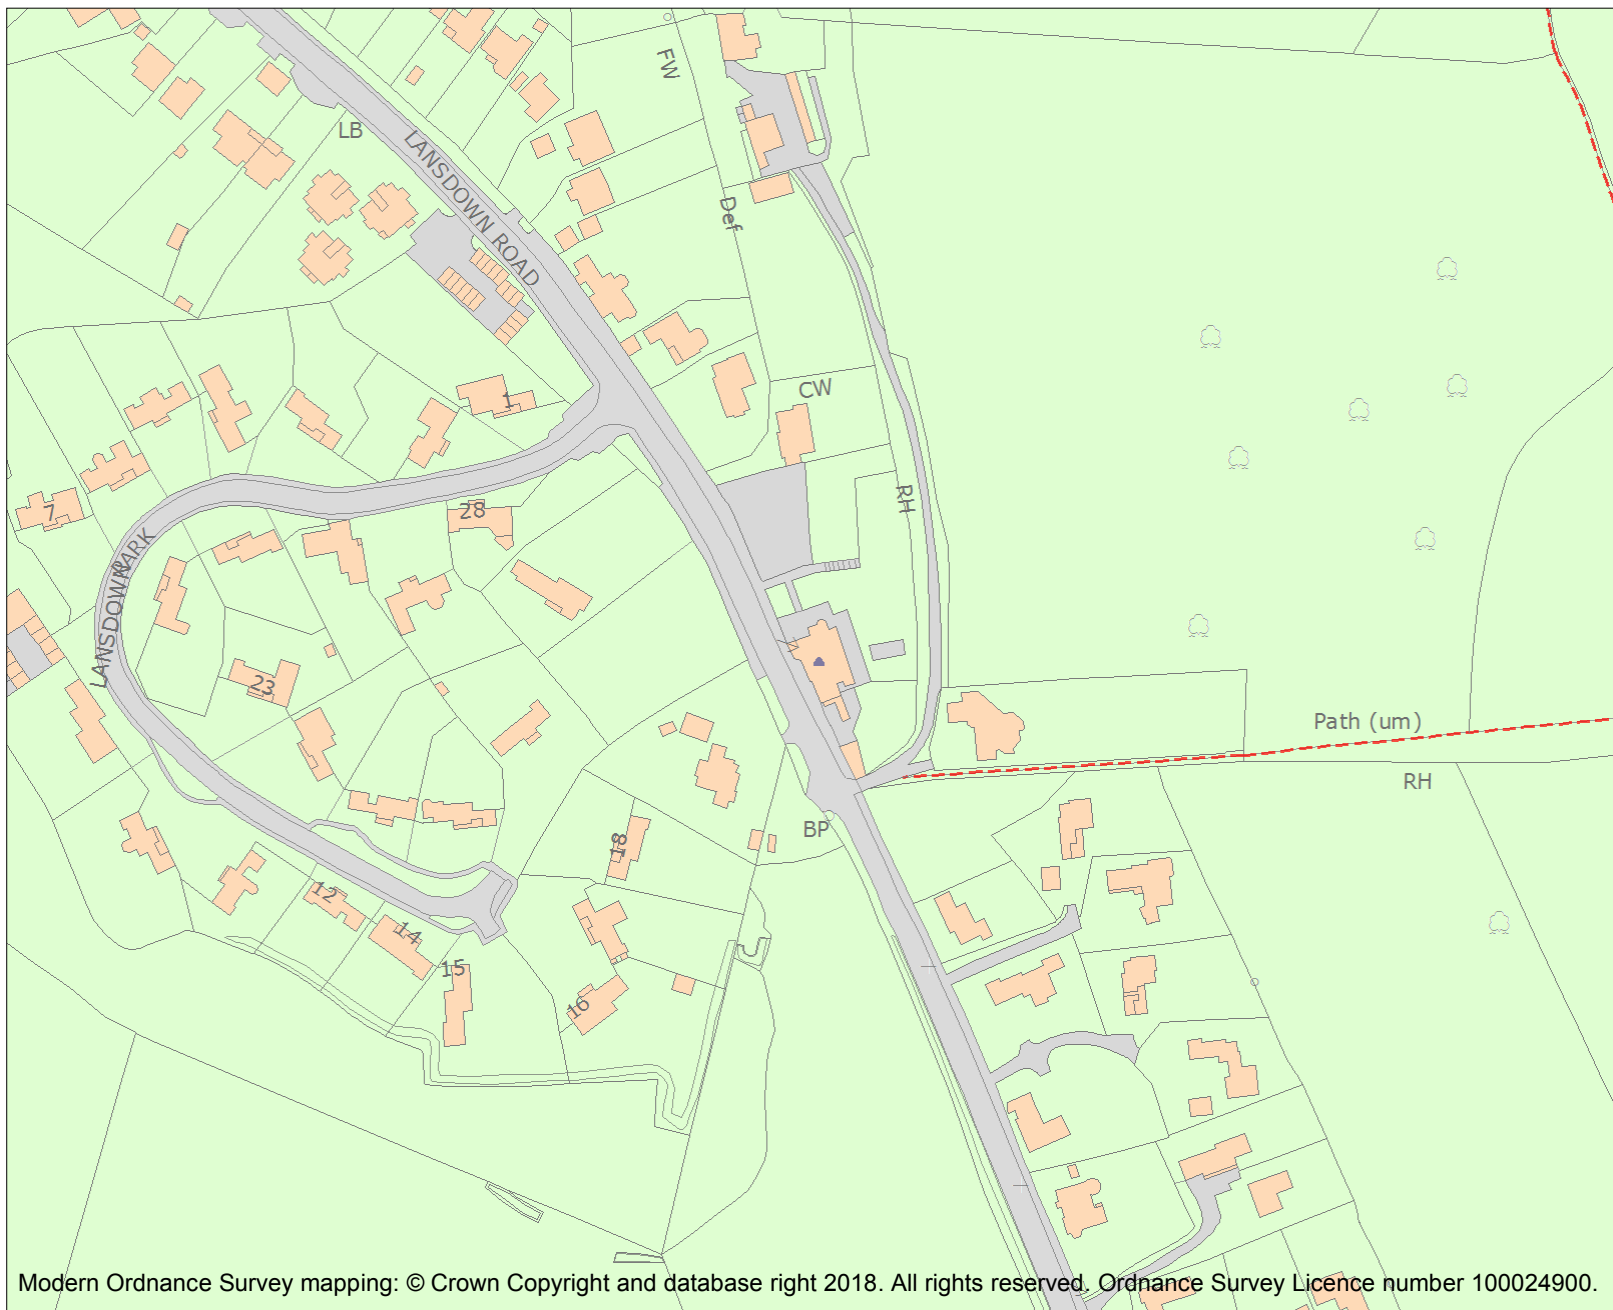 FW
LB
LANSDOWN ROAD
Def
CW
1
RH
7
28
LANSDOWN
PARK
23
Path (um)
RH
BP
18
12
14
15
16
Modern Ordnance Survey mapping: © Crown Copyright and database right 2018. All rights reserved. Ordnance Survey Licence number 100024900.